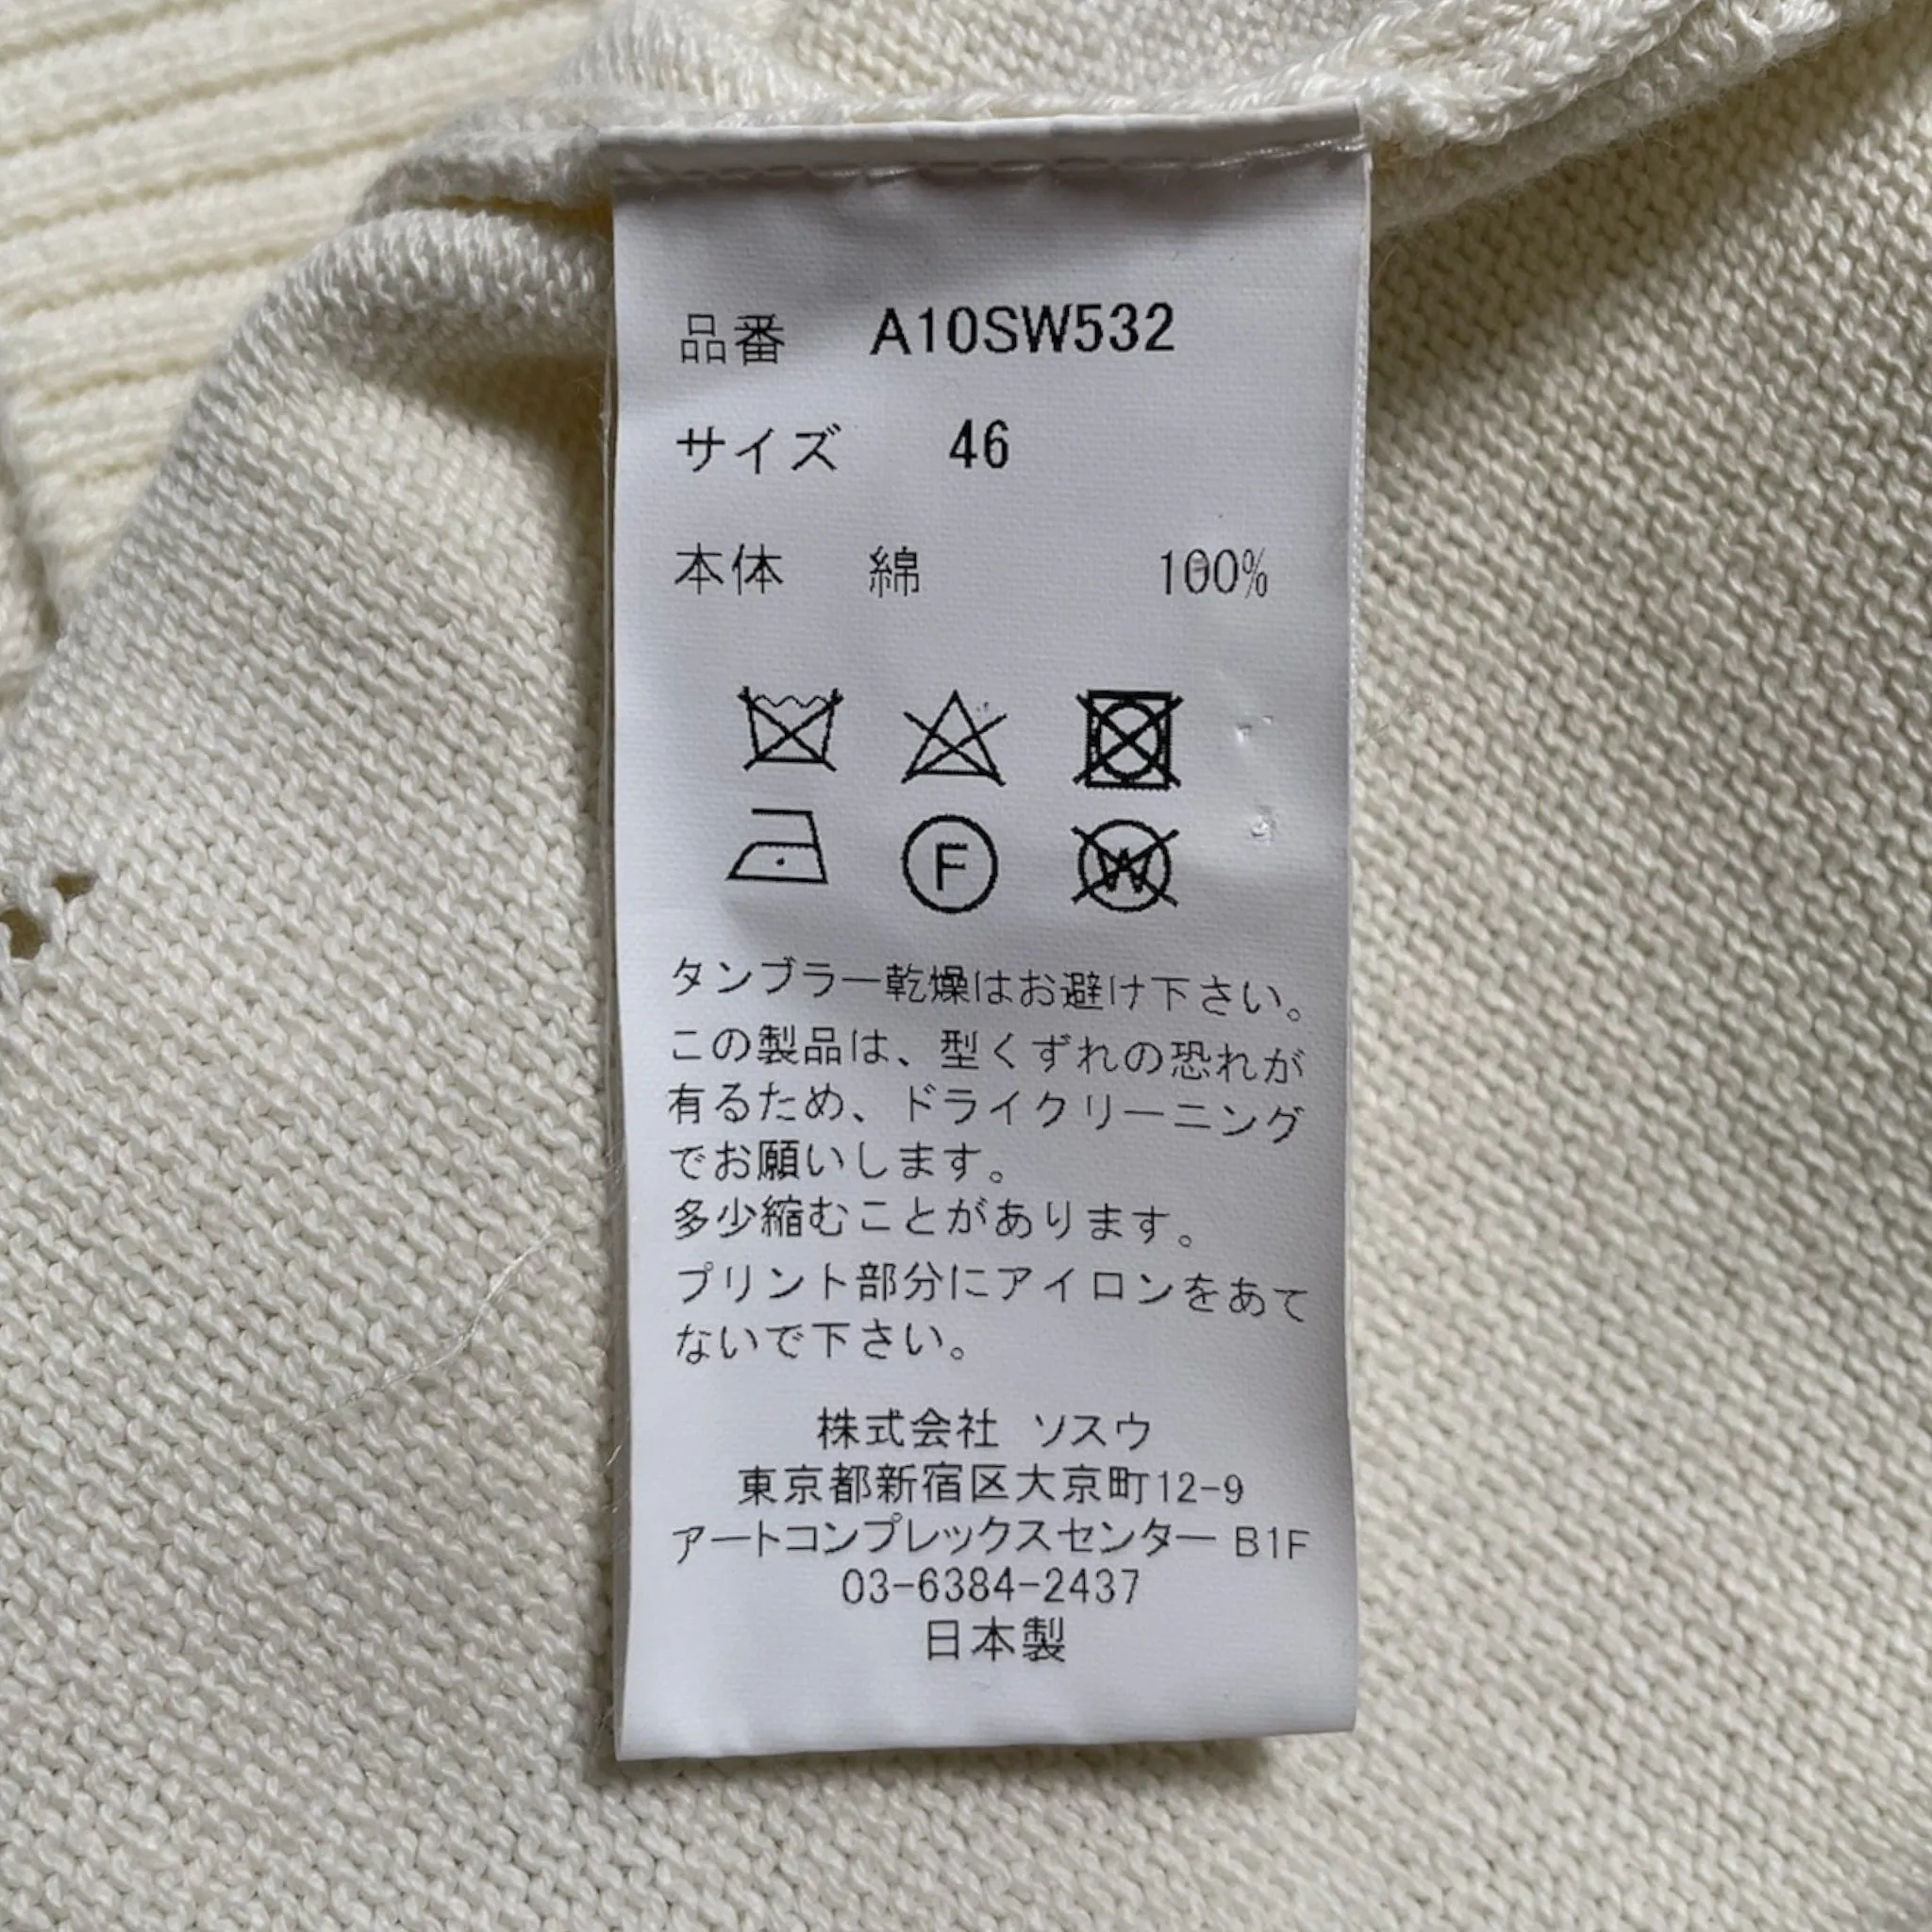 品番 A10SW532
サイズ 46
本体 綿 100%
F W
タンブラー乾燥はお避け下さい。
この製品は、型くずれの恐れが
有るため、ドライクリーニング
でお願いします。
多少縮むことがあります。
プリント部分にアイロンをあて
ないで下さい。
株式会社 ソスウ
東京都新宿区大京町12-9
アートコンプレックスセンター B1F
03-6384-2437
日本製